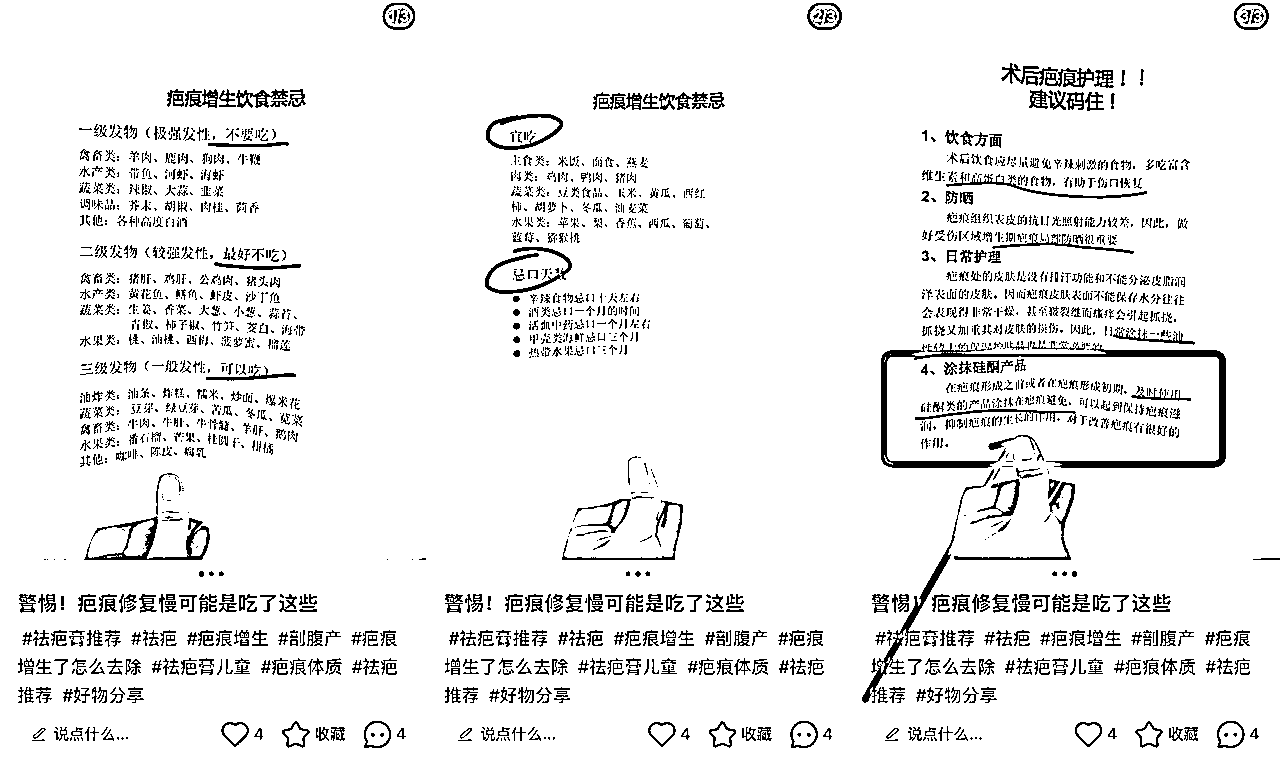 1/3
疤痕增生饮食禁忌
一级发物（极强发性，不要吃）
禽畜类：羊肉、鹿肉、狗肉、牛鞭
水产类：带鱼、河虾、海虾
蔬菜类：辣椒、大蒜、韭菜
调味品：芥末、胡椒、肉桂、茴香
其他：各种高度白酒
二级发物（较强发性，最好不吃）
禽畜类：猪肝、鸡肝、公鸡肉、猪头肉
水产类：黄花鱼、鳝鱼、虾皮、沙丁鱼
蔬菜类：生姜、香菜、大葱、小葱、蒜苔、
青椒、柿子椒、竹笋、茭白、海带
水果类：桃、油桃、西梅、菠萝蜜、榴莲
三级发物（一般发性，可以吃）
油炸类：油条、炸糕、糯米、炒面、爆米花
蔬菜类：豆芽、绿豆芽、苦瓜、冬瓜、苋菜
禽畜类：牛肉、牛肚、牛骨髓、羊肝、鹅肉
水果类：番石榴、芒果、桂圆干、柑橘
其他：咖啡、陈皮、腐乳
警惕！疤痕修复慢可能是吃了这些
#祛疤膏推荐 #祛疤 #疤痕增生 #剖腹产 #疤痕
增生了怎么去除 #祛疤膏儿童 #疤痕体质 #祛疤
推荐 #好物分享
说点什么... 4 收藏 4
2/3
疤痕增生饮食禁忌
宜吃
主食类：米饭、面食、燕麦
肉类：鸡肉、鸭肉、猪肉
蔬菜类：豆类食品、玉米、黄瓜、西红
柿、胡萝卜、冬瓜、油麦菜
水果类：苹果、梨、香蕉、西瓜、葡萄、
蓝莓、猕猴桃
忌口天数
辛辣食物忌口十天左右
酒类忌口一个月的时间
活血中药忌口一个月左右
甲壳类海鲜忌口三个月
热带水果忌口三个月
警惕！疤痕修复慢可能是吃了这些
#祛疤膏推荐 #祛疤 #疤痕增生 #剖腹产 #疤痕
增生了怎么去除 #祛疤膏儿童 #疤痕体质 #祛疤
推荐 #好物分享
说点什么... 4 收藏 4
3/3
术后疤痕护理！！
建议码住！
1、饮食方面
术后饮食应尽量避免辛辣刺激的食物，多吃富含
维生素和高蛋白类的食物，有助于伤口恢复
2、防晒
疤痕组织表皮的抗日光照射能力较差，因此，做
好受伤区域增生期疤痕局部防晒很重要
3、日常护理
疤痕处的皮肤是没有排汗功能和不能分泌皮脂润
泽表面的皮肤，因而疤痕皮肤表面不能保存水分往往
会表现得非常干燥，甚至皲裂继而瘙痒会引起抓挠，
抓挠又加重其对皮肤的损伤，因此，日常涂抹一些油
性修士的保湿护肤品也是非常必要的
4、涂抹硅酮产品
在疤痕形成之前或者在疤痕形成初期，及时使用
硅酮类的产品涂抹在疤痕避免，可以起到保持疤痕滋
润，抑制疤痕的生长的作用，对于改善疤痕有很好的
作用。
警惕！疤痕修复慢可能是吃了这些
#祛疤膏推荐 #祛疤 #疤痕增生 #剖腹产 #疤痕
增生了怎么去除 #祛疤膏儿童 #疤痕体质 #祛疤
推荐 #好物分享
说点什么... 4 收藏 4